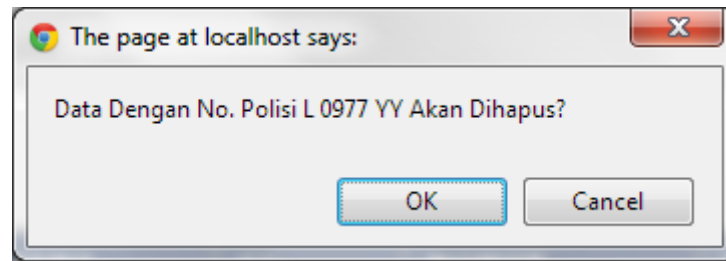 The page at localhost says:
Data Dengan No. Polisi L 0977 YY Akan Dihapus?
OK
Cancel